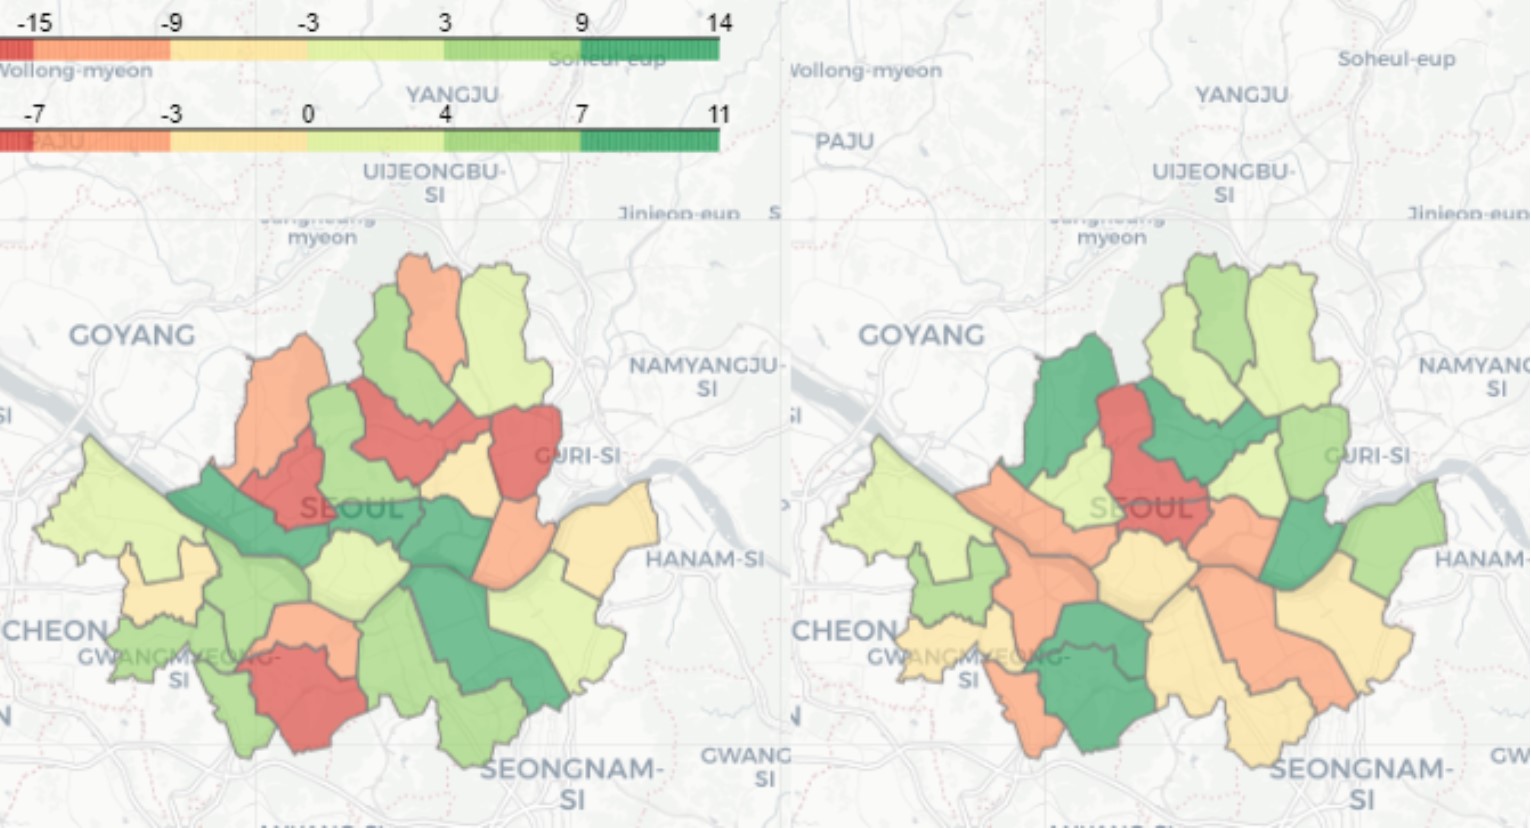 -15 -9 -3 3 9 14
Wollong-myeon Soheul-eup Wollong-myeon Soheul-eup
YANGJU YANGJU
-7 -3 0 4 7 11
PAJU PAJU
UIJEONGBU-
SI
UIJEONGBU-
SI
Jinjeop-eup S Jinjeop-eup
myeon myeon
GOYANG GOYANG
NAMYANGJU-
SI
NAMYANG
SI
SI SI
GURI-SI GURI-SI
SEOUL SEOUL
HANAM-SI HANAM-
CHEON CHEON
GWANGMYEONG-
SI
GWANGMYEONG-
SI
N N
GWANG
SI
GW
SEONGNAM-
SI
SEONGNAM-
SI